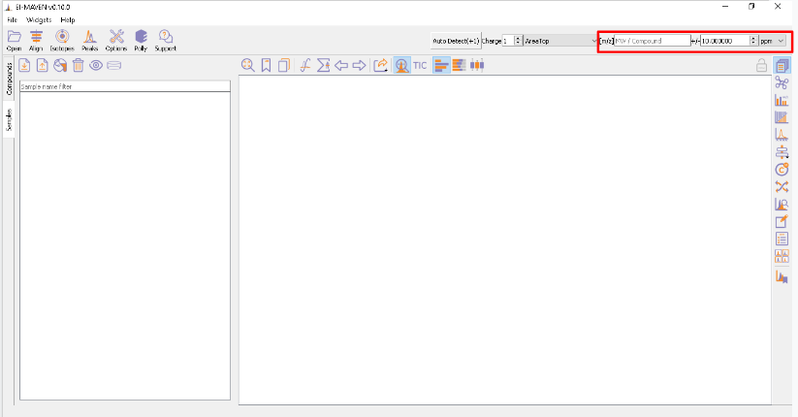 El-MAVEN v0.10.0
File Widgets Help
Open Align Isotopes Peaks Options Polly Support
Auto Detect(+1) Charge 1 AreaTop [m/z] MW / Compound +/- 10.000000 ppm
TIC
Compounds
Samples
Sample name filter